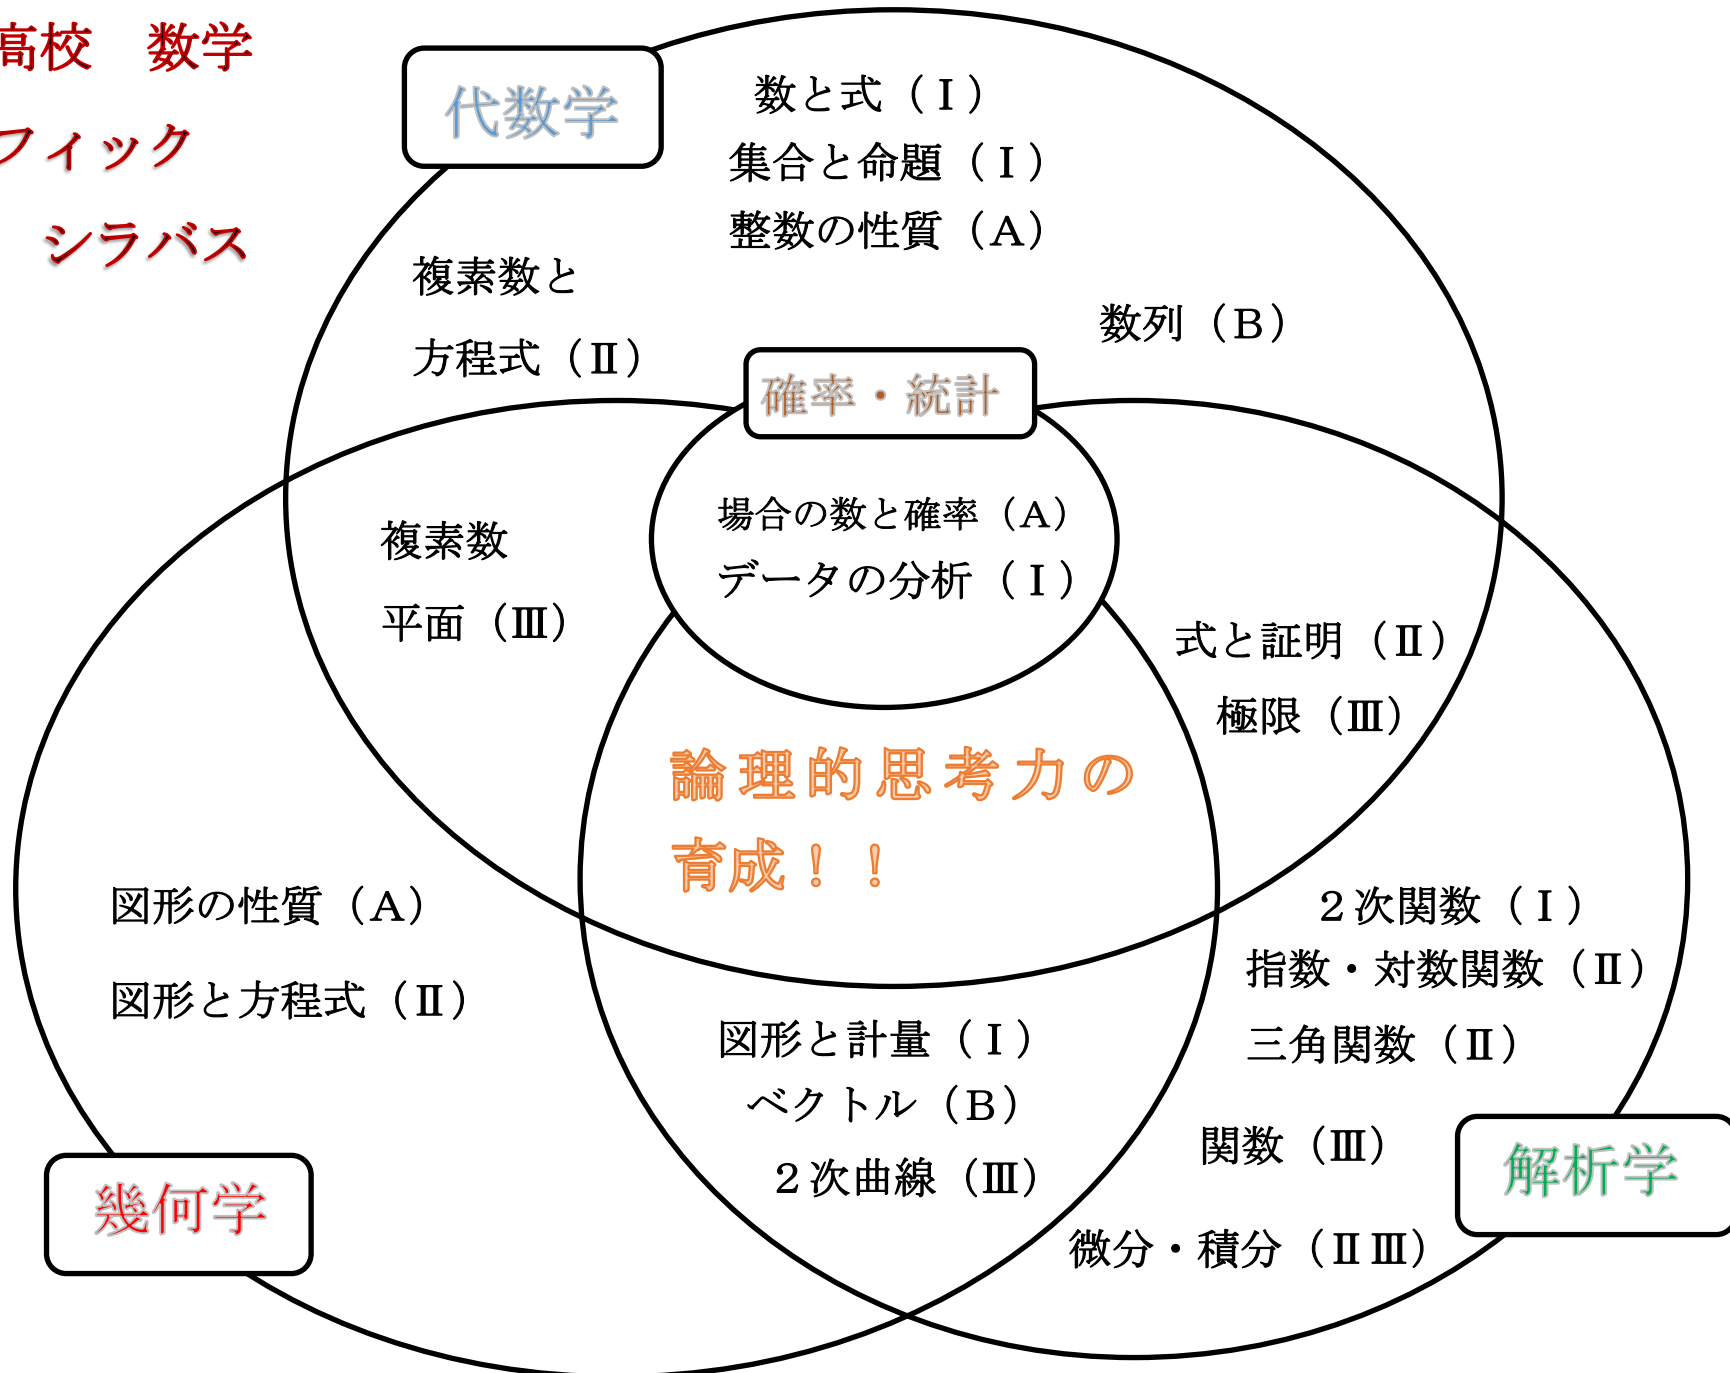 高校　数学
フィック
シラバス
代数学
数と式（Ⅰ）
集合と命題（Ⅰ）
整数の性質（A）
複素数と
方程式（Ⅱ）
数列（B）
確率・統計
場合の数と確率（A）
データの分析（Ⅰ）
複素数
平面（Ⅲ）
式と証明（Ⅱ）
極限（Ⅲ）
論理的思考力の
育成！！
図形の性質（A）
図形と方程式（Ⅱ）
２次関数（Ⅰ）
指数・対数関数（Ⅱ）
三角関数（Ⅱ）
図形と計量（Ⅰ）
ベクトル（B）
２次曲線（Ⅲ）
関数（Ⅲ）
微分・積分（ⅡⅢ）
幾何学
解析学